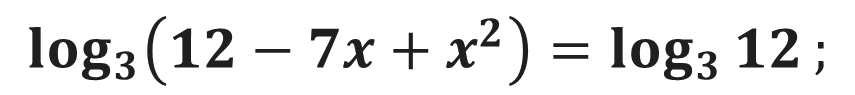 log₃(12 − 7x + x²) = log₃ 12 ;